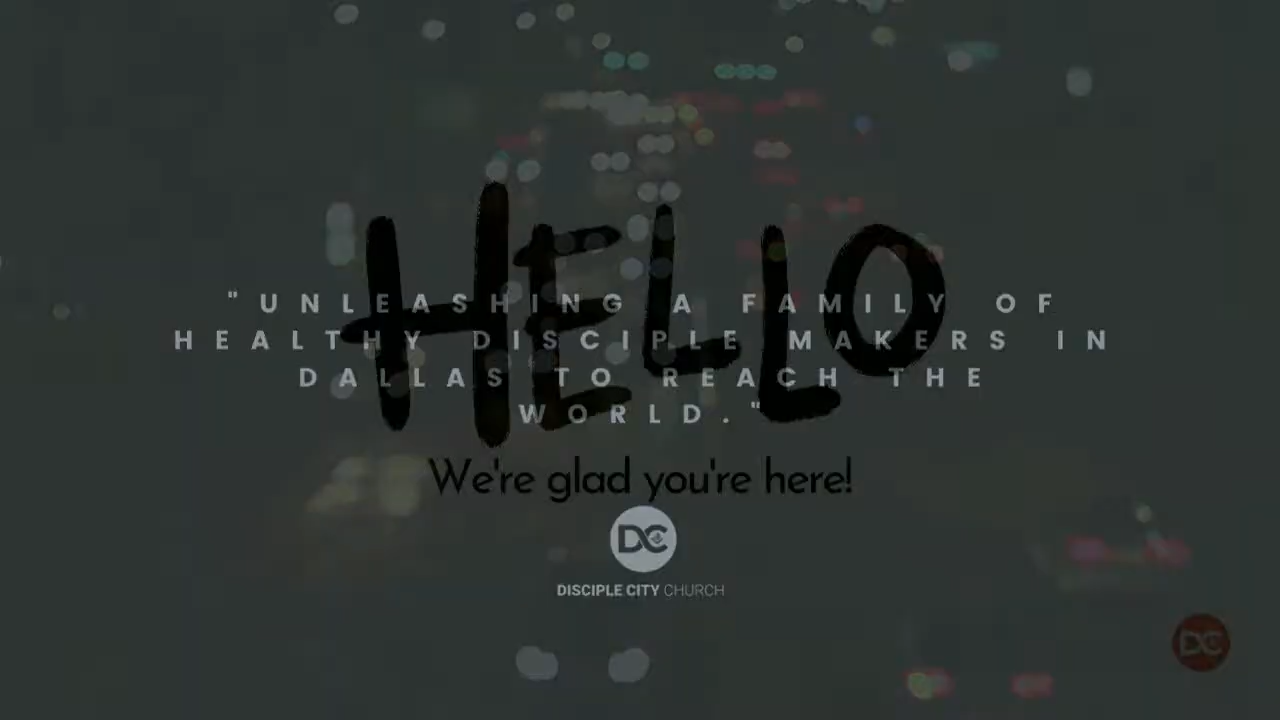 HELLO
"UNLEASHING A FAMILY OF
HEALTHY DISCIPLE MAKERS IN
DALLAS TO REACH THE
WORLD."
We're glad you're here!
DC
DISCIPLE CITY CHURCH
DC